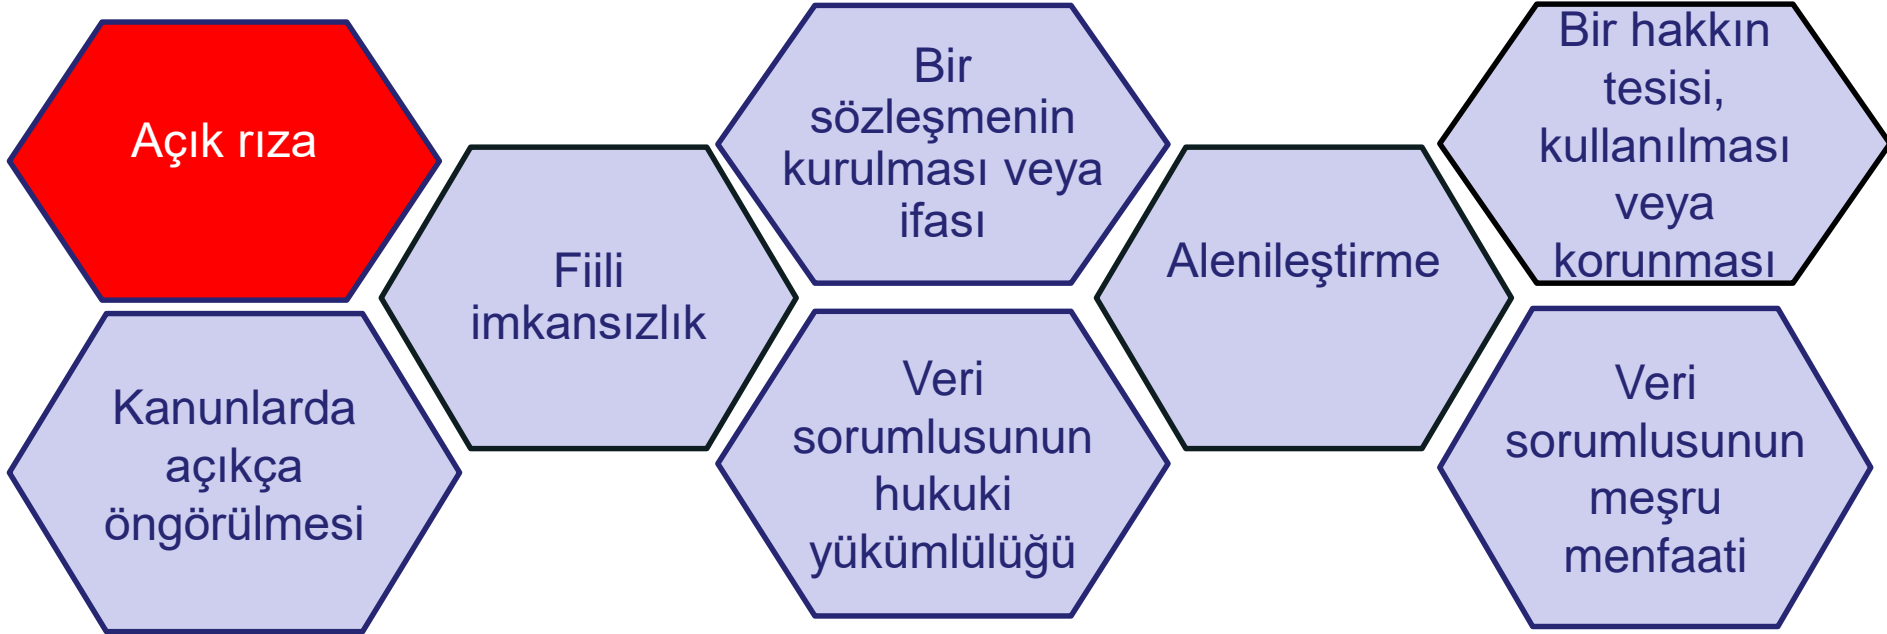 Açık rıza
Kanunlarda
açıkça
öngörülmesi
Fiili
imkansızlık
Bir
sözleşmenin
kurulması veya
ifası
Veri
sorumlusunun
hukuki
yükümlülüğü
Alenileştirme
Bir hakkın
tesisi,
kullanılması
veya
korunması
Veri
sorumlusunun
meşru
menfaati